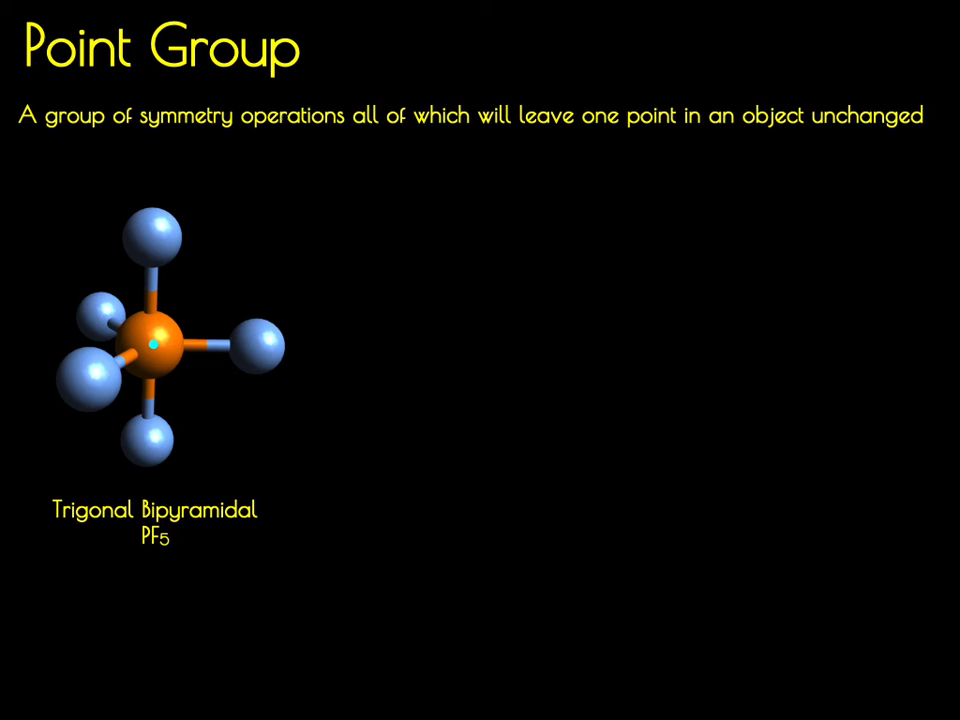 Point Group
A group of symmetry operations all of which will leave one point in an object unchanged
Trigonal Bipyramidal
PF₅